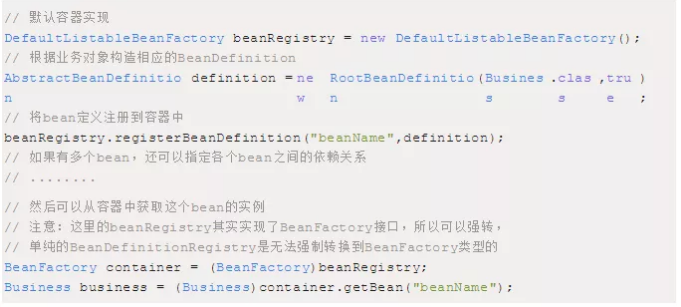 // 默认容器实现
DefaultListableBeanFactory beanRegistry = new DefaultListableBeanFactory();
// 根据业务对象构造相应的BeanDefinition
AbstractBeanDefinitio definition = ne RootBeanDefinitio (Busines .clas ,tru )
n w n s s e ;
// 将bean定义注册到容器中
beanRegistry.registerBeanDefinition("beanName",definition);
// 如果有多个bean，还可以指定各个bean之间的依赖关系
// ........
// 然后可以从容器中获取这个bean的实例
// 注意：这里的beanRegistry其实实现了BeanFactory接口，所以可以强转，
// 单纯的BeanDefinitionRegistry是无法强制转换到BeanFactory类型的
BeanFactory container = (BeanFactory)beanRegistry;
Business business = (Business)container.getBean("beanName");